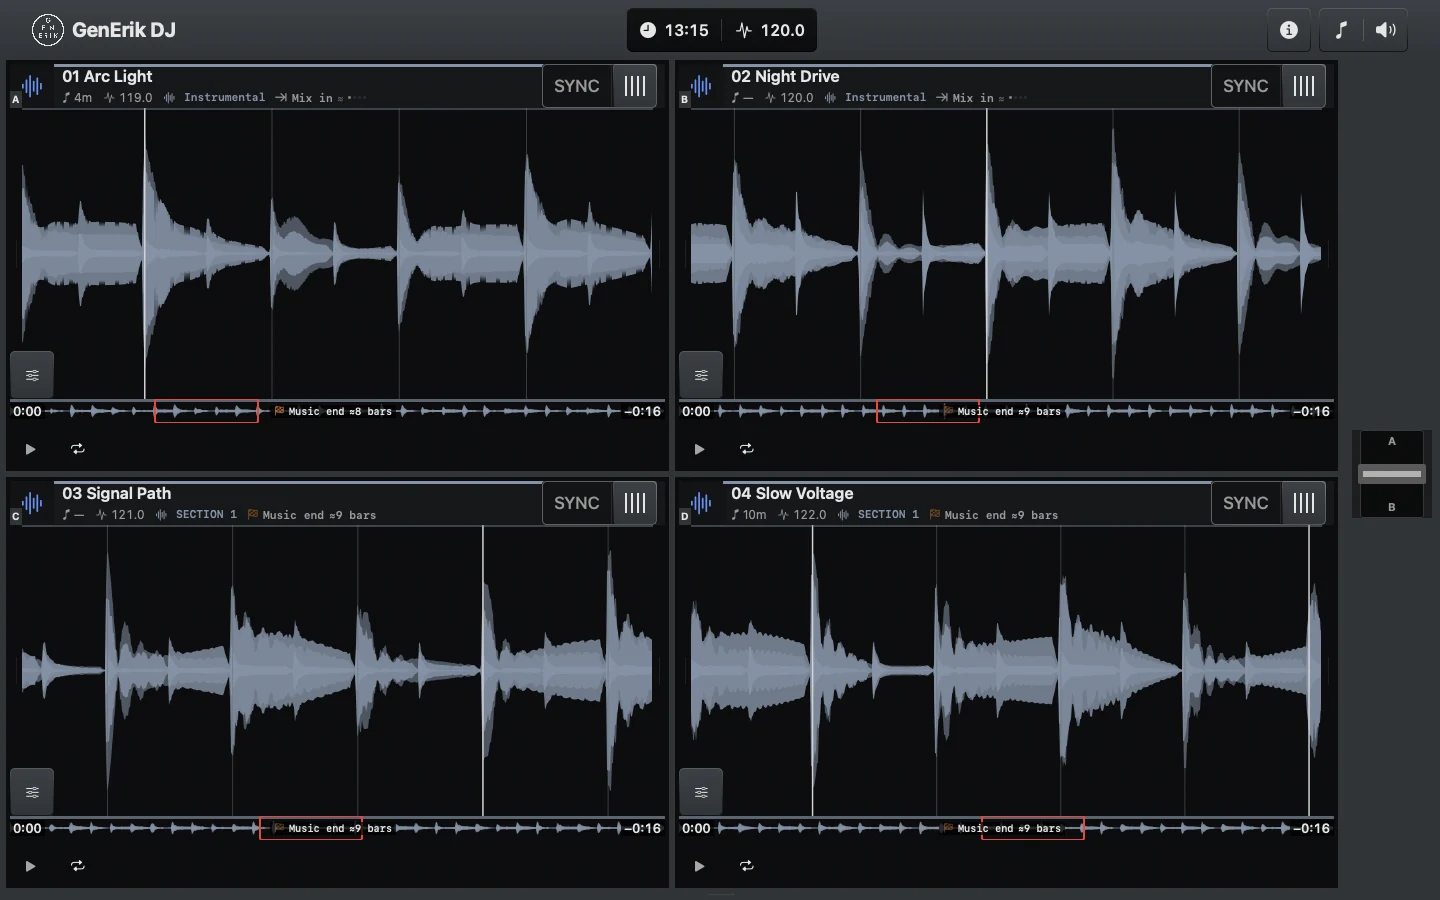 GEN ERIK GenErik DJ
13:15 120.0
01 Arc Light
SYNC
A
4m 119.0 Instrumental Mix in ≈
0:00 Music end ≈8 bars −0:16
02 Night Drive
SYNC
B
— 120.0 Instrumental Mix in ≈
0:00 Music end ≈9 bars −0:16
A
B
03 Signal Path
SYNC
C
— 121.0 SECTION 1 Music end ≈9 bars
0:00 Music end ≈9 bars −0:16
04 Slow Voltage
SYNC
D
10m 122.0 SECTION 1 Music end ≈9 bars
0:00 Music end ≈9 bars −0:16